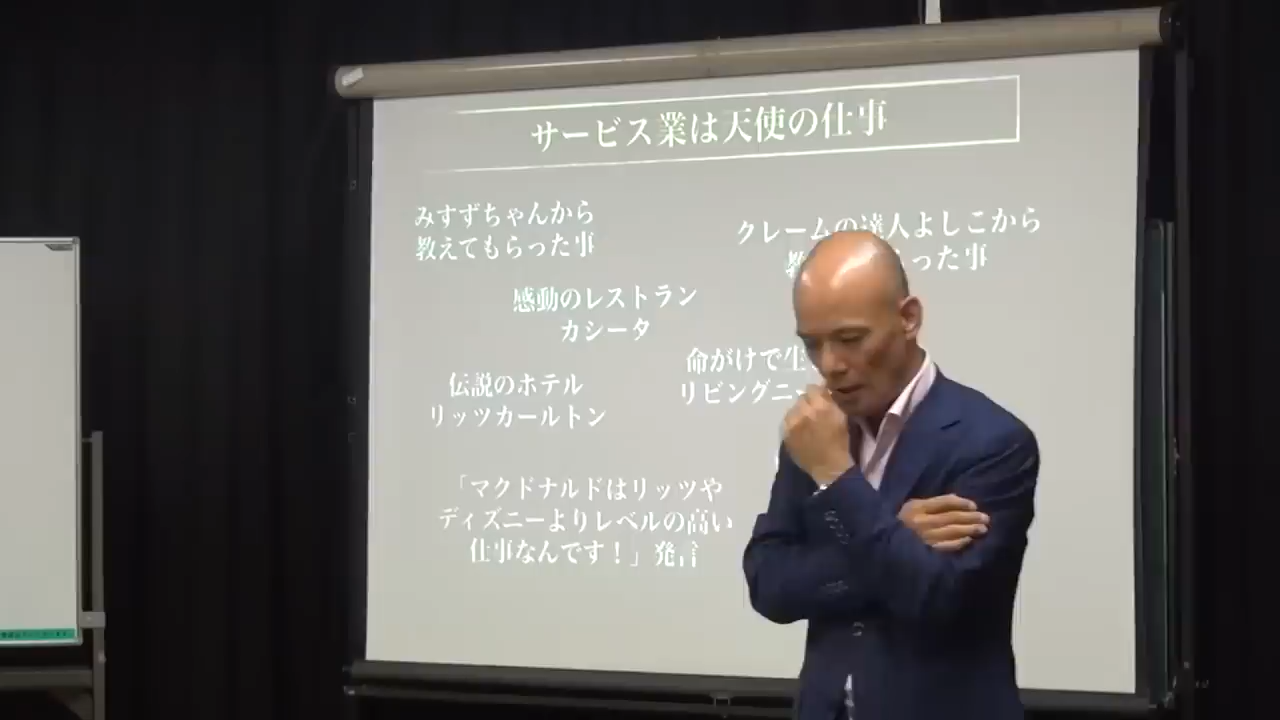 サービス業は天使の仕事
みすずちゃんから
教えてもらった事
クレームの達人よしこから
教 った事
感動のレストラン
カシータ
命がけで生
リビングニー
伝説のホテル
リッツカールトン
「マクドナルドはリッツや
ディズニーよりレベルの高い
仕事なんです！」発言